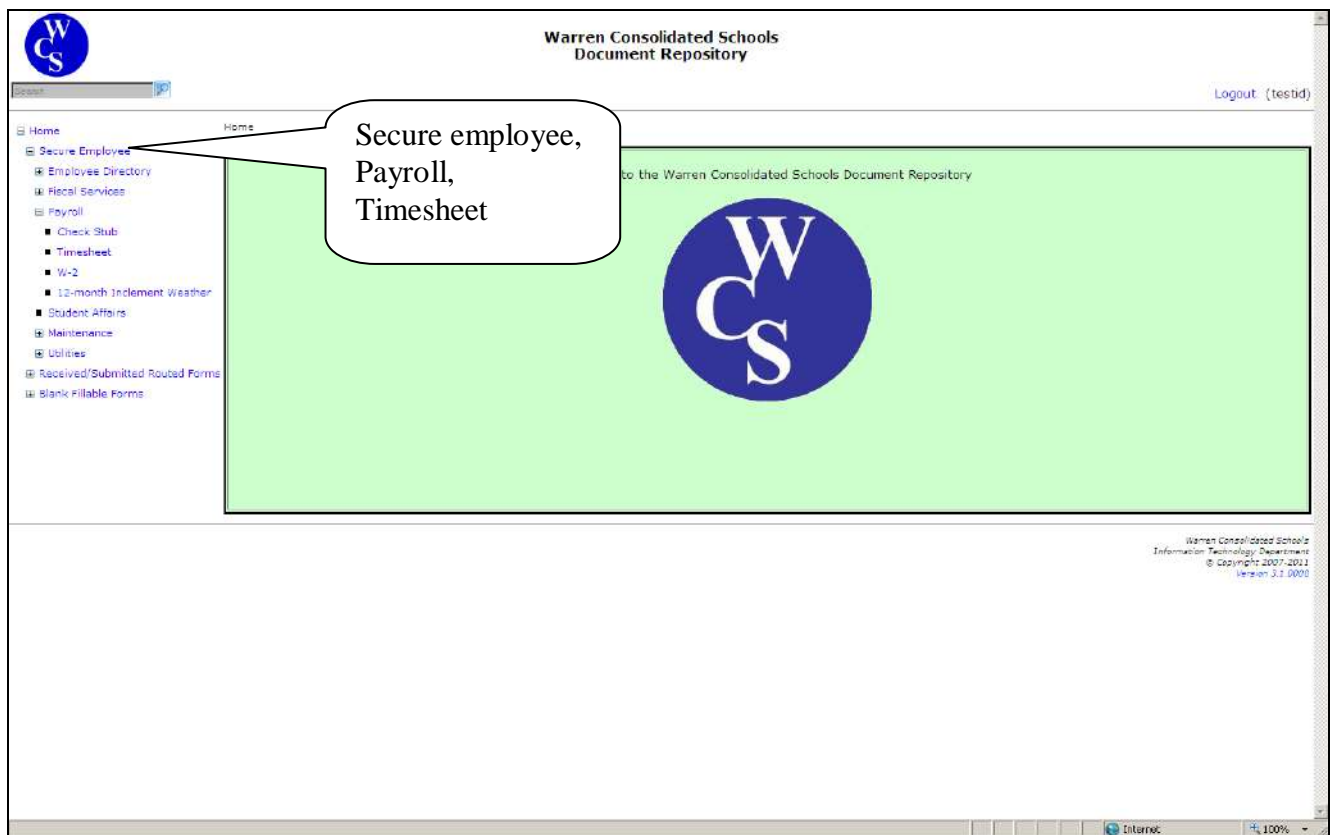 W
C
S
Warren Consolidated Schools
Document Repository
Search
Logout (testid)
Home
Secure Employee
Employee Directory
Fiscal Services
Payroll
Check Stub
Timesheet
W-2
12-month Inclement Weather
Student Affairs
Maintenance
Utilities
Received/Submitted Routed Forms
Blank Fillable Forms
Home
Secure employee,
Payroll,
Timesheet
to the Warren Consolidated Schools Document Repository
W
C
S
Warren Consolidated Schools
Information Technology Department
© Copyright 2007-2011
Version 3.1.0008
Internet
100%